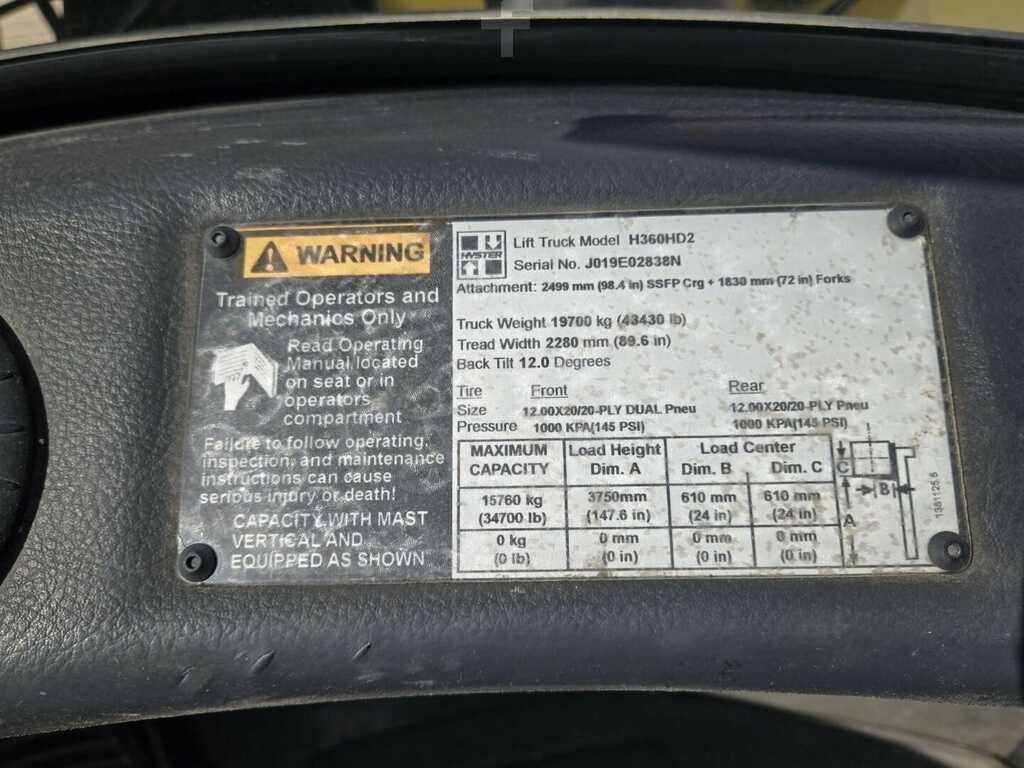 WARNING
Trained Operators and
Mechanics Only
Read Operating
Manual located
on seat or in
operators
compartment
Failure to follow operating,
inspection, and maintenance
instructions can cause
serious injury or death!
CAPACITY WITH MAST
VERTICAL AND
EQUIPPED AS SHOWN
HYSTER
Lift Truck Model H360HD2
Serial No. J019E02838N
Attachment: 2499 mm (98.4 in) SSFP Crg + 1830 mm (72 in) Forks
Truck Weight 19700 kg (43430 lb)
Tread Width 2280 mm (89.6 in)
Back Tilt 12.0 Degrees
Tire Front Rear
Size 12.00X20/20-PLY DUAL Pneu 12.00X20/20-PLY Pneu
Pressure 1000 KPA(145 PSI) 1000 KPA(145 PSI)
MAXIMUM CAPACITY Load Height Dim. A Load Center Dim. B Dim. C
15760 kg 3750mm 610 mm 610 mm
(34700 lb) (147.6 in) (24 in) (24 in)
0 kg 0 mm 0 mm 0 mm
(0 lb) (0 in) (0 in) (0 in)
C
B
A
1381125.5